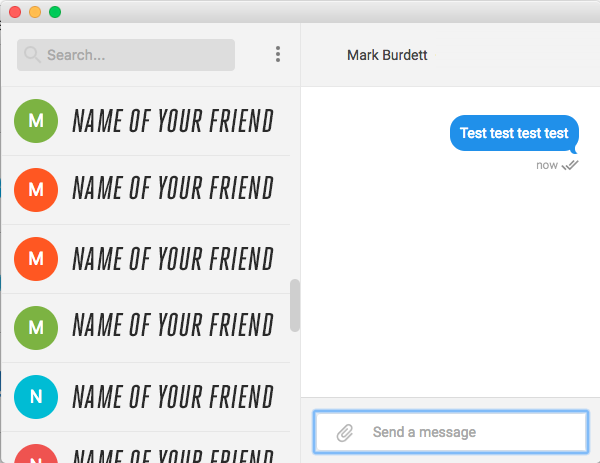 Search...
Mark Burdett
M NAME OF YOUR FRIEND
M NAME OF YOUR FRIEND
M NAME OF YOUR FRIEND
M NAME OF YOUR FRIEND
N NAME OF YOUR FRIEND
N NAME OF YOUR FRIEND
Test test test test
now
Send a message